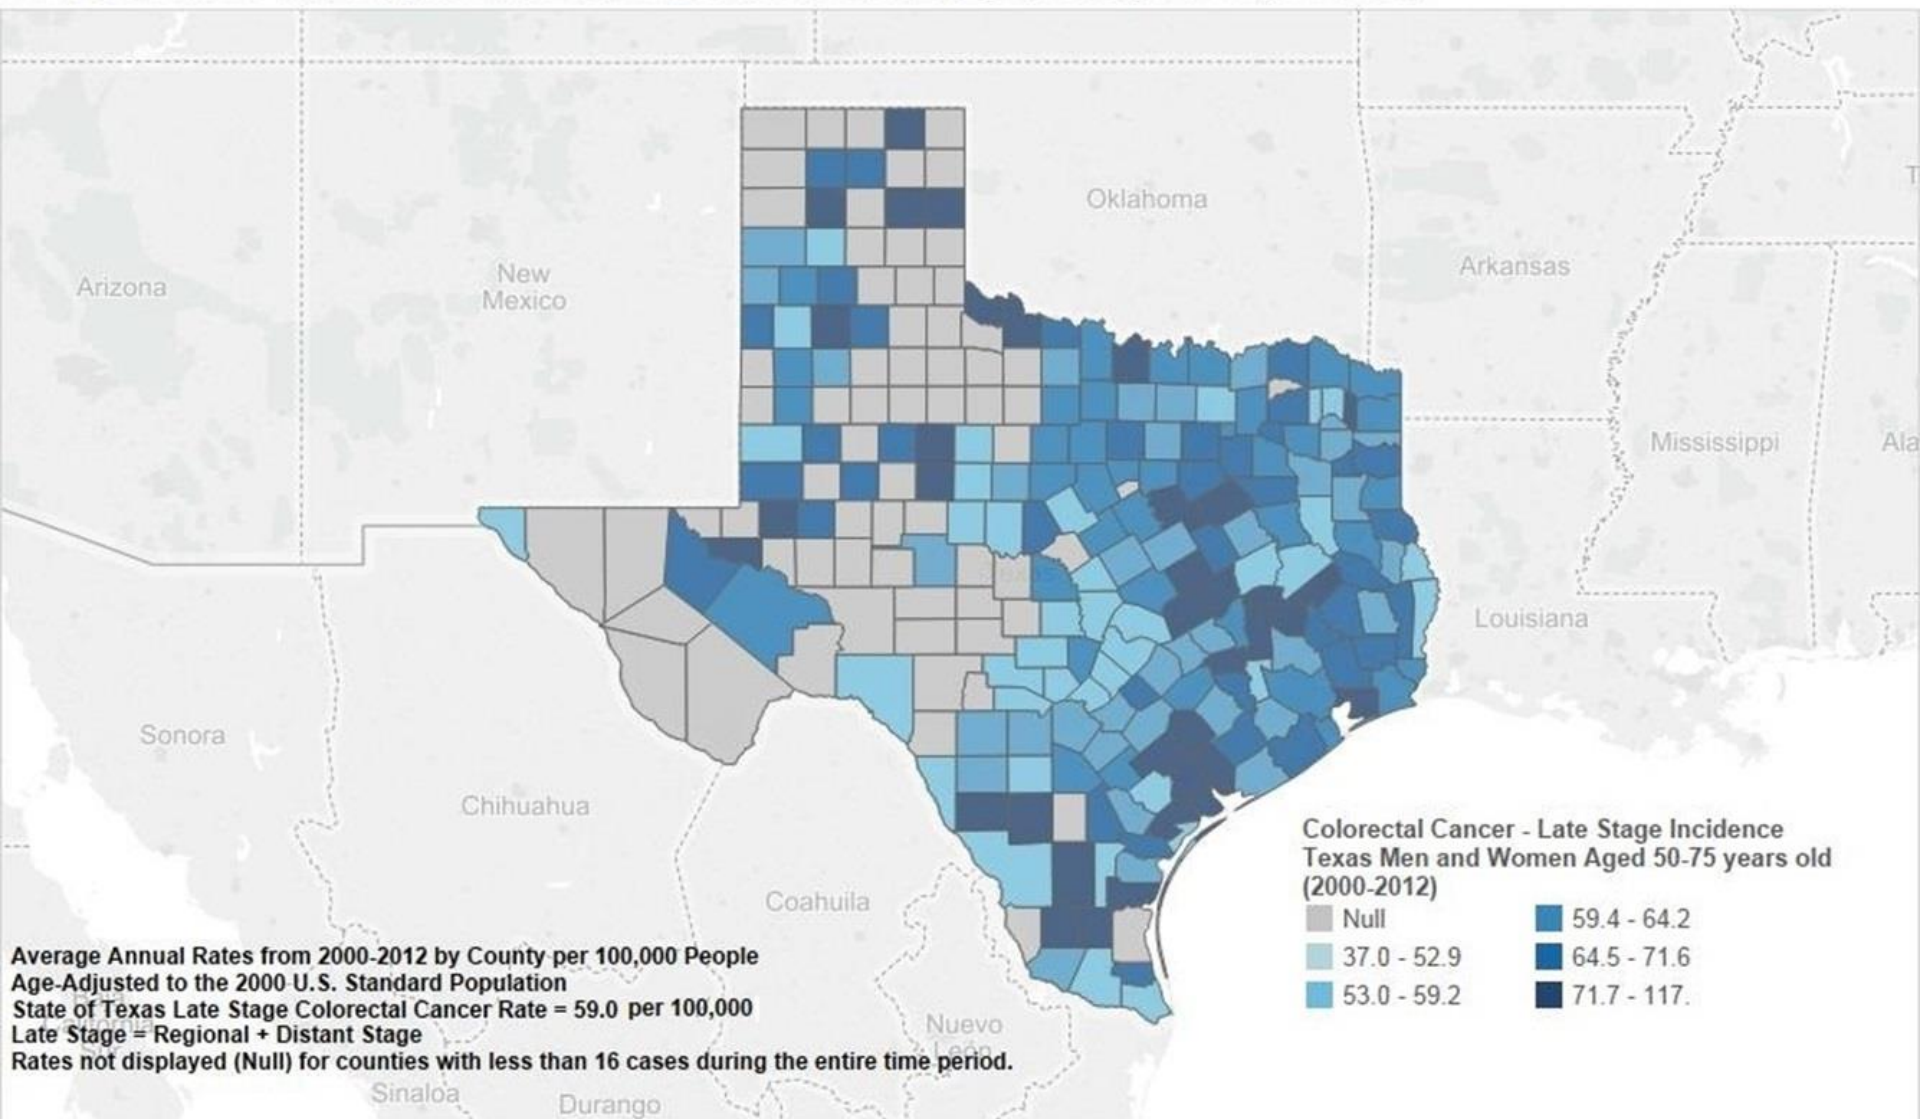 Oklahoma
Arizona
New
Mexico
Arkansas
Mississippi
Ala
Louisiana
Texas
Sonora
Chihuahua
Coahuila
Nuevo
León
Sinaloa
Durango
Baja
California
Sur
T
Colorectal Cancer - Late Stage Incidence
Texas Men and Women Aged 50-75 years old
(2000-2012)
Null
37.0 - 52.9
53.0 - 59.2
59.4 - 64.2
64.5 - 71.6
71.7 - 117.
Average Annual Rates from 2000-2012 by County per 100,000 People
Age-Adjusted to the 2000 U.S. Standard Population
State of Texas Late Stage Colorectal Cancer Rate = 59.0 per 100,000
Late Stage = Regional + Distant Stage
Rates not displayed (Null) for counties with less than 16 cases during the entire time period.